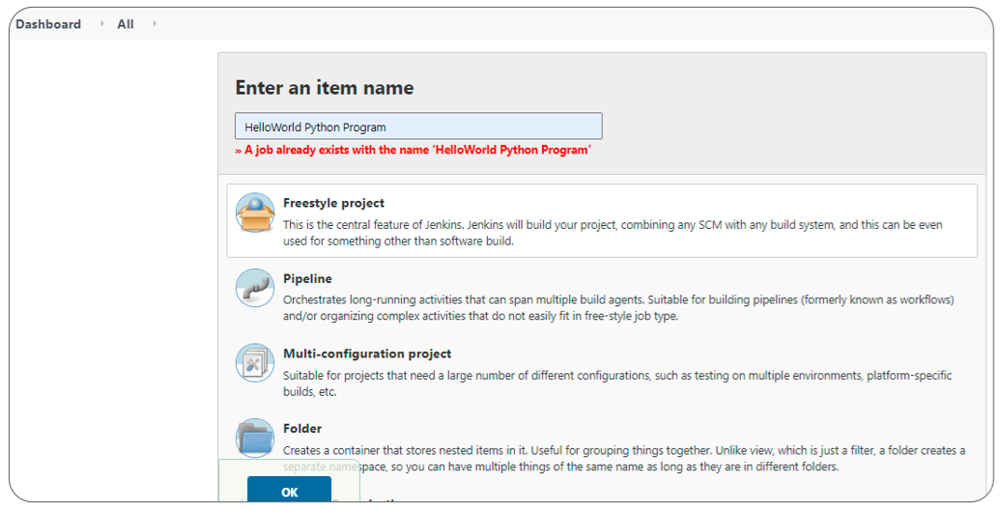 Dashboard All
Enter an item name
HelloWorld Python Program
» A job already exists with the name ‘HelloWorld Python Program’
Freestyle project
This is the central feature of Jenkins. Jenkins will build your project, combining any SCM with any build system, and this can be even
used for something other than software build.
Pipeline
Orchestrates long-running activities that can span multiple build agents. Suitable for building pipelines (formerly known as workflows)
and/or organizing complex activities that do not easily fit in free-style job type.
Multi-configuration project
Suitable for projects that need a large number of different configurations, such as testing on multiple environments, platform-specific
builds, etc.
Folder
Creates a container that stores nested items in it. Useful for grouping things together. Unlike view, which is just a filter, a folder creates a
separate namespace, so you can have multiple things of the same name as long as they are in different folders.
OK